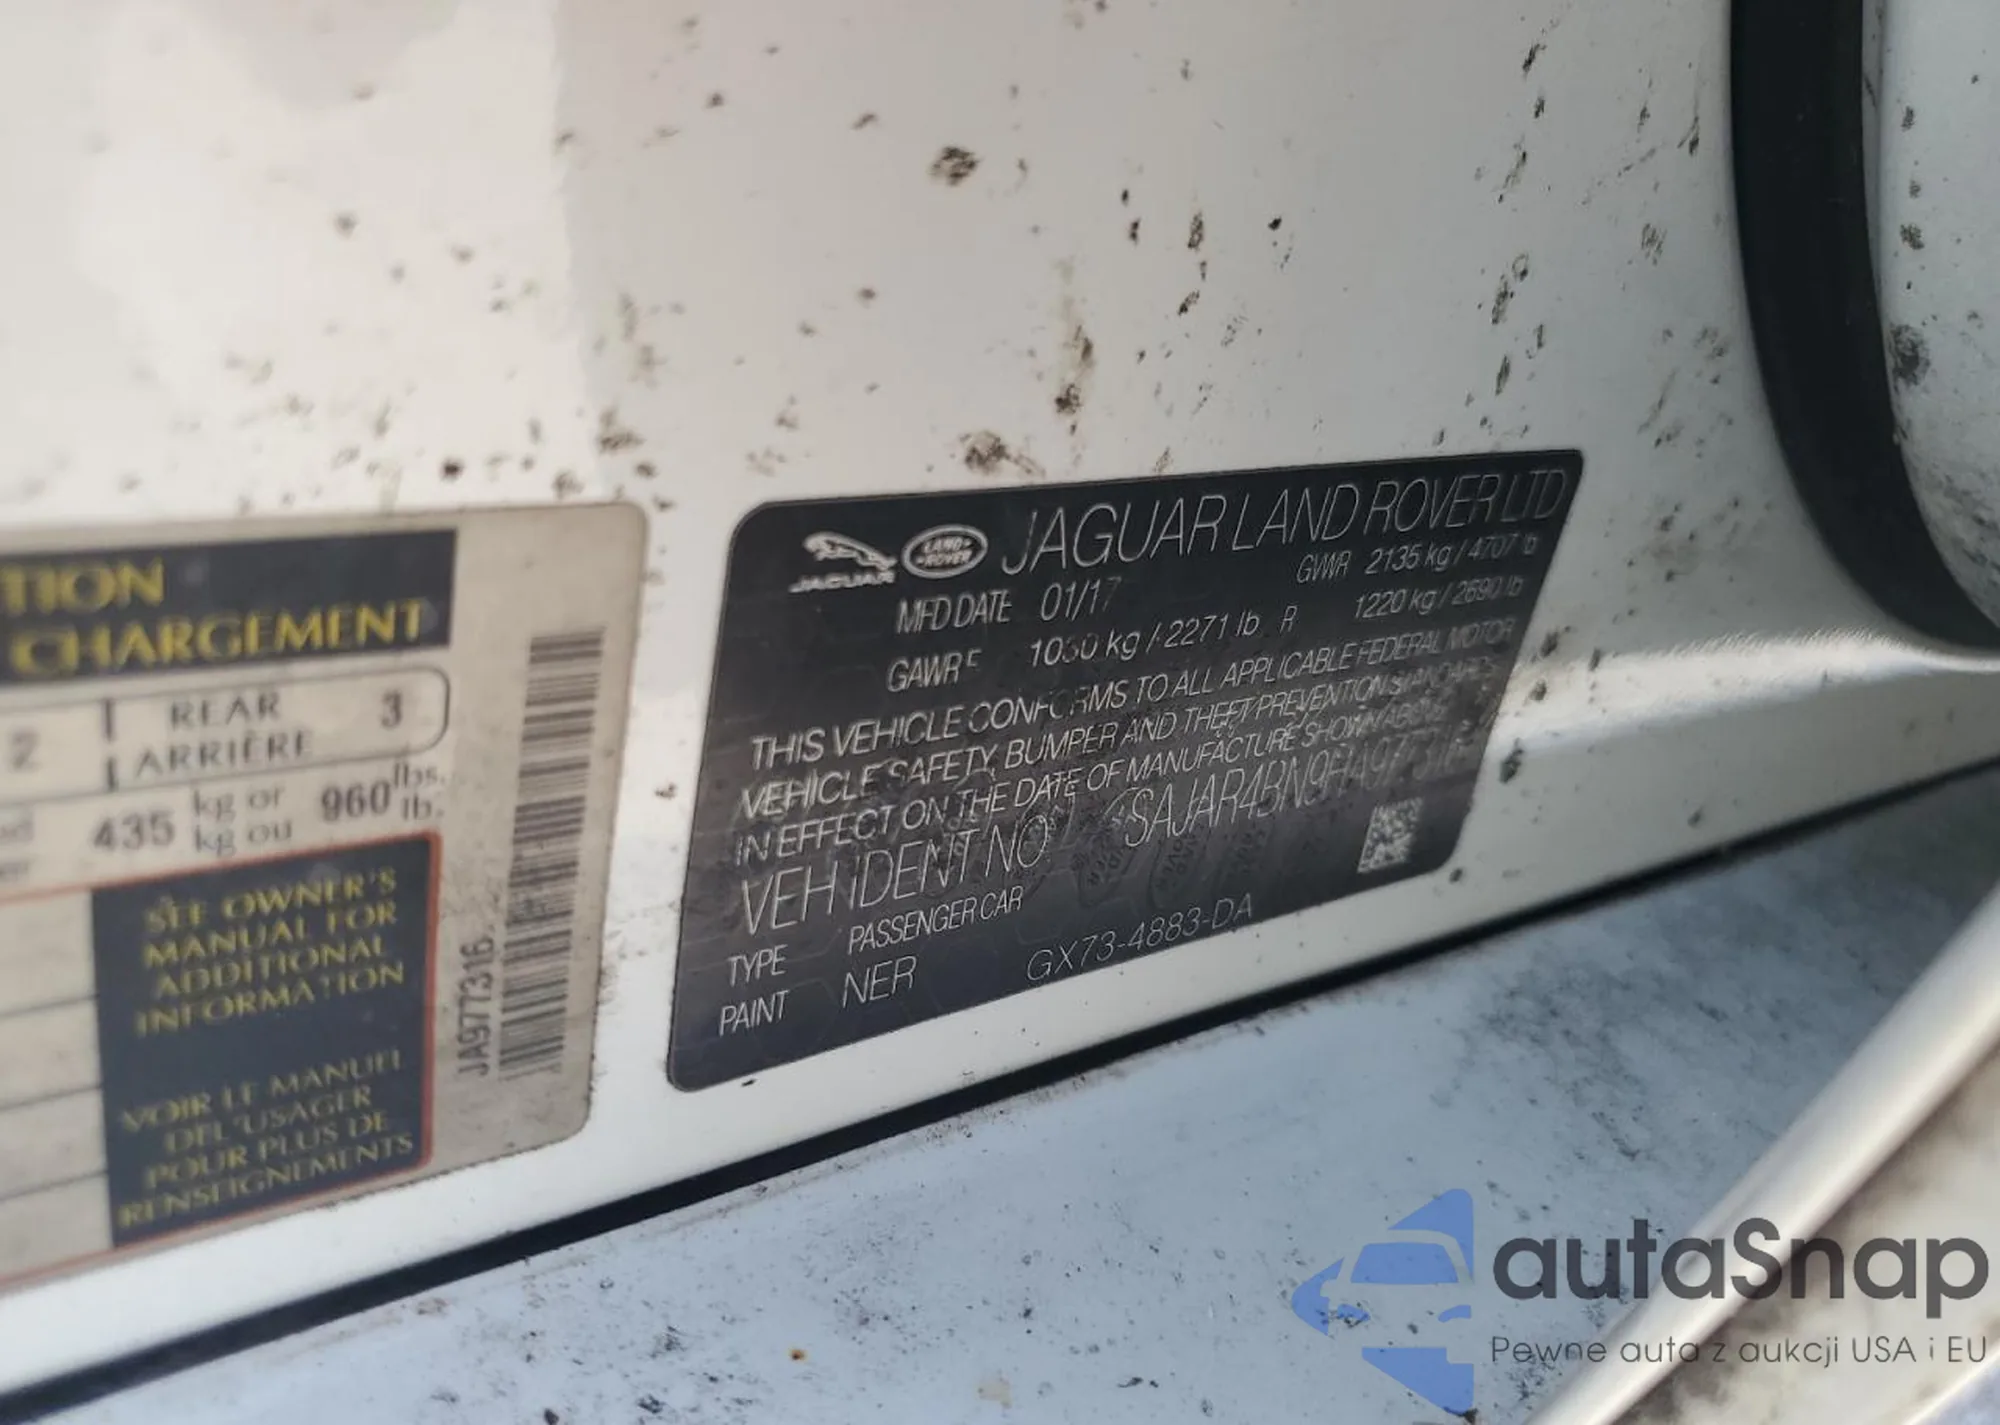 TION
CHARGEMENT
2 REAR 3
ARRIÈRE
435 kg or 960 lbs.
kg ou lb.
SEE OWNER'S
MANUAL FOR
ADDITIONAL
INFORMATION
VOIR LE MANUEL
DE L'USAGER
POUR PLUS DE
RENSEIGNEMENTS
JA977316
JAGUAR LAND ROVER JAGUAR LAND ROVER LTD
MFD DATE 01/17 GVWR 2135 kg / 4707 lb
GAWR F 1030 kg / 2271 lb R 1220 kg / 2690 lb
THIS VEHICLE CONFORMS TO ALL APPLICABLE FEDERAL MOTOR
VEHICLE SAFETY, BUMPER AND THEFT PREVENTION STANDARDS
IN EFFECT ON THE DATE OF MANUFACTURE SHOWN ABOVE
VEH IDENT NO SAJAR4BN9HA977316
TYPE PASSENGER CAR
PAINT NER GX73-4883-DA
autaSnap
Pewne auta z aukcji USA i EU